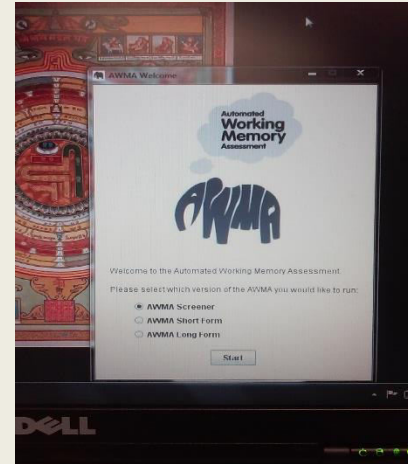 AWMA Welcome
Automated
Working
Memory
Assessment
AWMA
Welcome to the Automated Working Memory Assessment.
Please select which version of the AWMA you would like to run:
AWMA Screener
AWMA Short Form
AWMA Long Form
Start
DELL